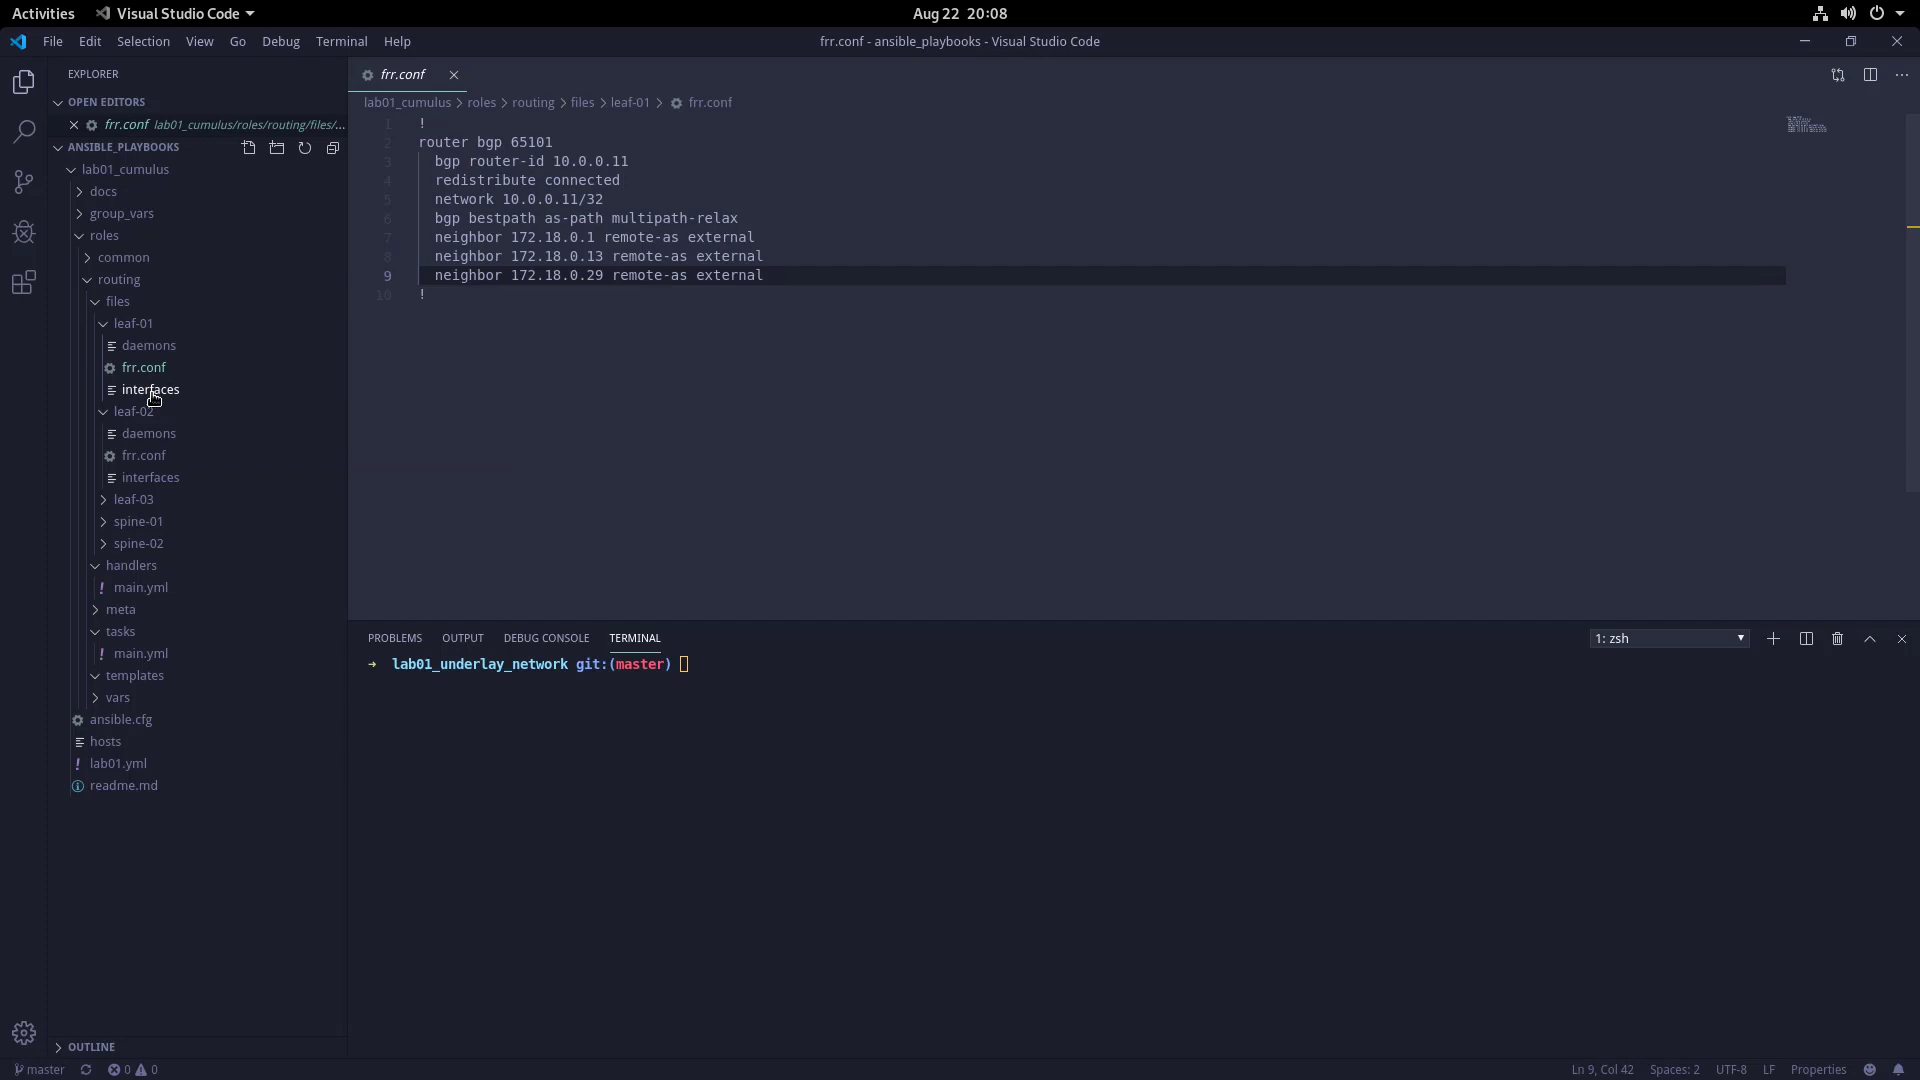 Activities Visual Studio Code Aug 22 20:08
File Edit Selection View Go Debug Terminal Help frr.conf - ansible_playbooks - Visual Studio Code
EXPLORER
OPEN EDITORS
frr.conf lab01_cumulus/roles/routing/files/...
ANSIBLE_PLAYBOOKS
lab01_cumulus
docs
group_vars
roles
common
routing
files
leaf-01
daemons
frr.conf
interfaces
leaf-02
daemons
frr.conf
interfaces
leaf-03
spine-01
spine-02
handlers
! main.yml
meta
tasks
! main.yml
templates
vars
ansible.cfg
hosts
! lab01.yml
readme.md
OUTLINE
frr.conf
lab01_cumulus > roles > routing > files > leaf-01 > frr.conf
1 !
2 router bgp 65101
3 bgp router-id 10.0.0.11
4 redistribute connected
5 network 10.0.0.11/32
6 bgp bestpath as-path multipath-relax
7 neighbor 172.18.0.1 remote-as external
8 neighbor 172.18.0.13 remote-as external
9 neighbor 172.18.0.29 remote-as external
10 !
PROBLEMS OUTPUT DEBUG CONSOLE TERMINAL 1: zsh
→ lab01_underlay_network git:(master)
master 0 0 Ln 9, Col 42 Spaces: 2 UTF-8 LF Properties